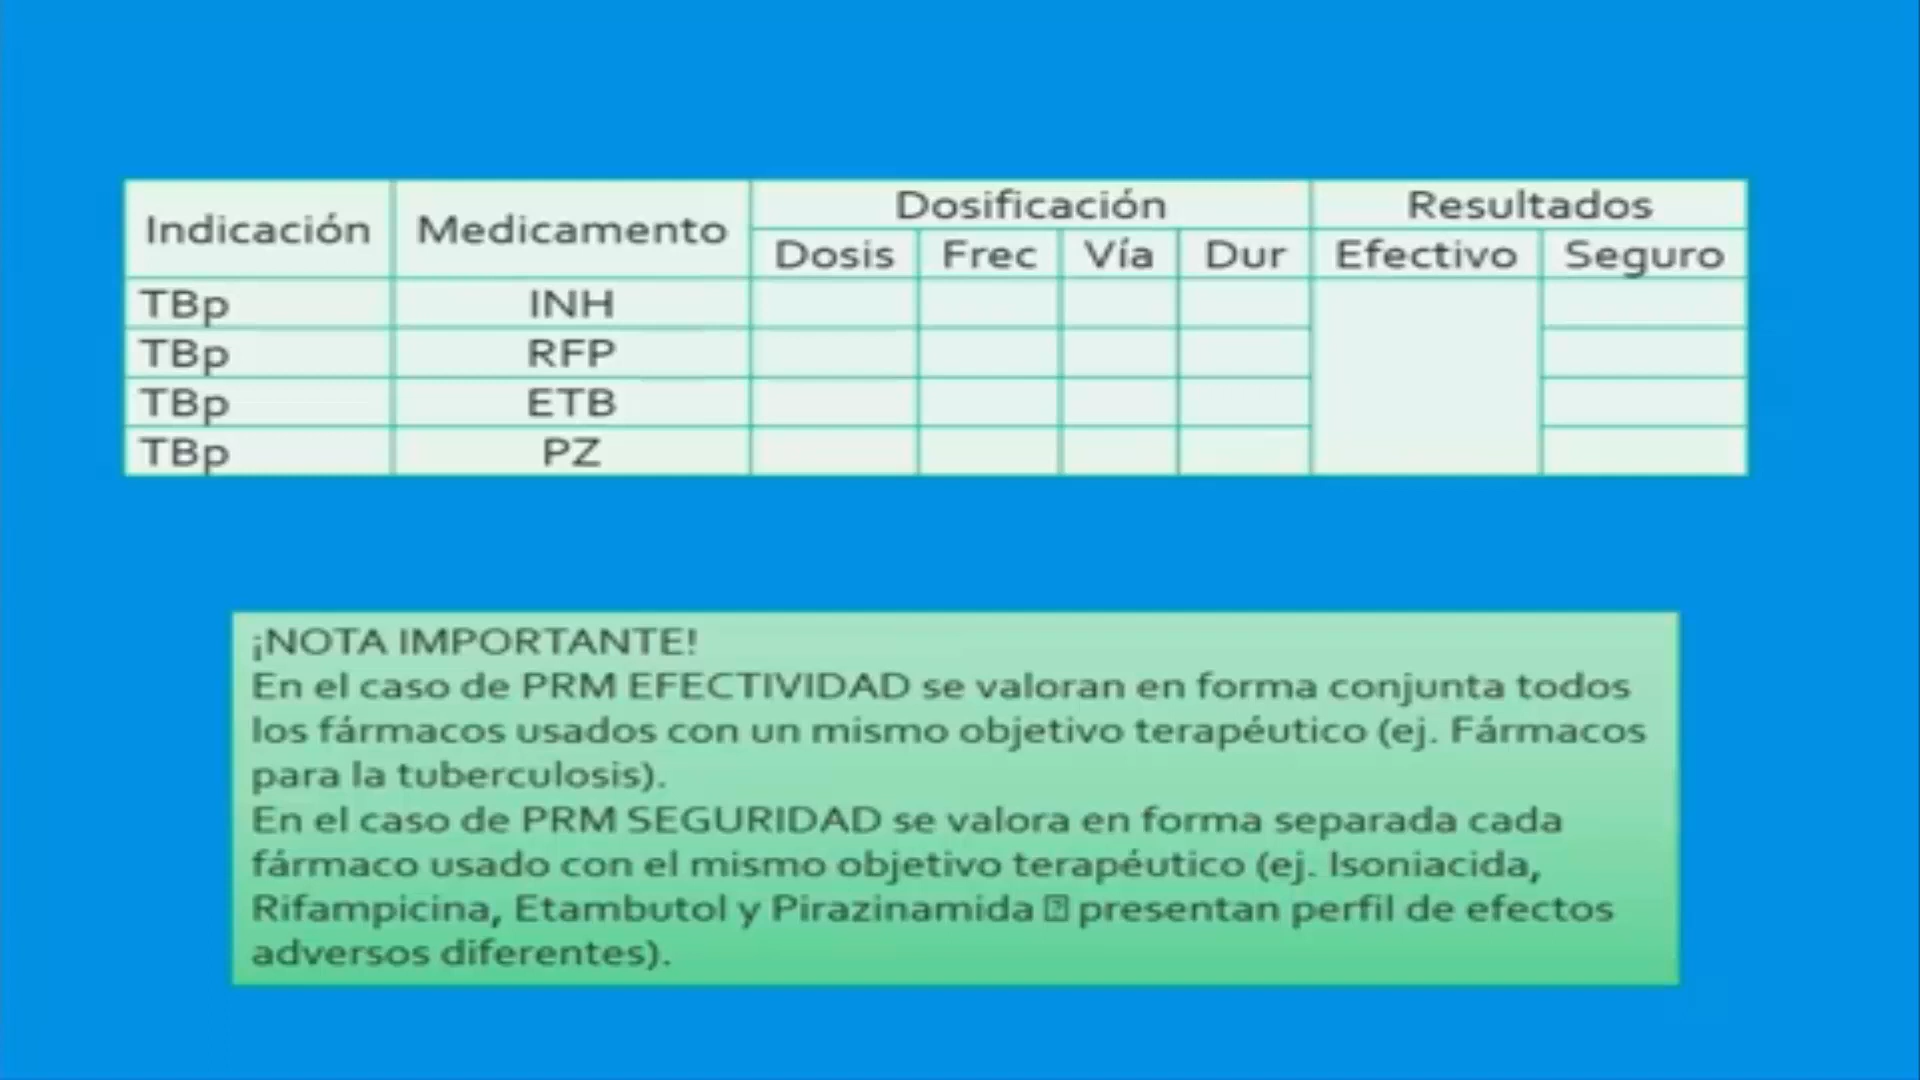 Indicación Medicamento Dosificación Resultados
Dosis Frec Vía Dur Efectivo Seguro
TBp INH
TBp RFP
TBp ETB
TBp PZ
¡NOTA IMPORTANTE!
En el caso de PRM EFECTIVIDAD se valoran en forma conjunta todos
los fármacos usados con un mismo objetivo terapéutico (ej. Fármacos
para la tuberculosis).
En el caso de PRM SEGURIDAD se valora en forma separada cada
fármaco usado con el mismo objetivo terapéutico (ej. Isoniacida,
Rifampicina, Etambutol y Pirazinamida ⍰ presentan perfil de efectos
adversos diferentes).